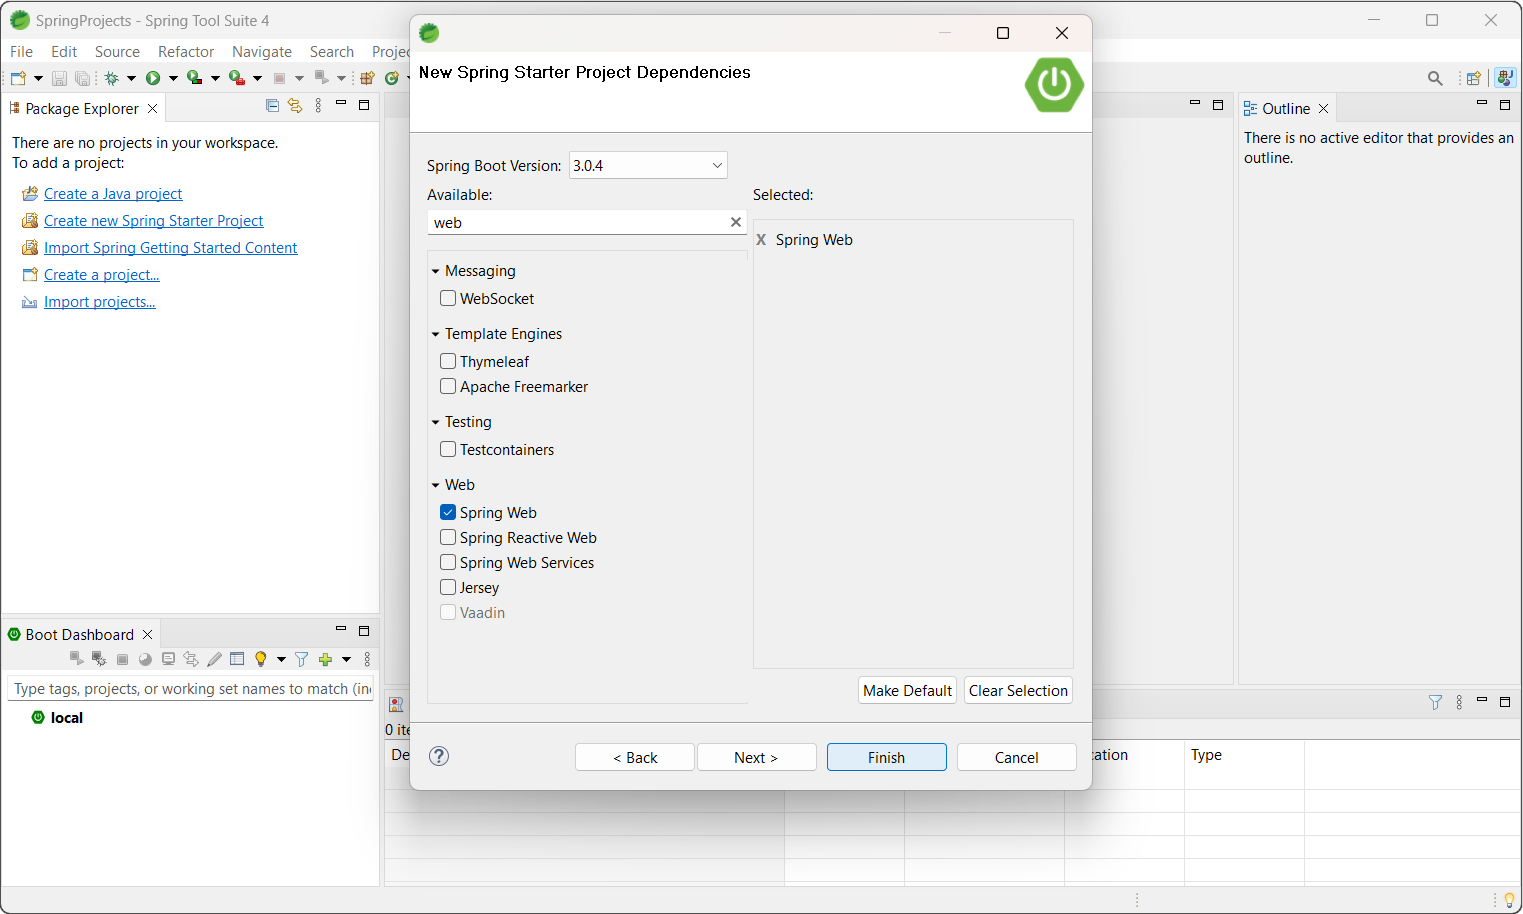 SpringProjects - Spring Tool Suite 4
File Edit Source Refactor Navigate Search
Package Explorer
There are no projects in your workspace.
To add a project:
Create a Java project
Create new Spring Starter Project
Import Spring Getting Started Content
Create a project...
Import projects...
Boot Dashboard
Type tags, projects, or working set names to match
local
New Spring Starter Project Dependencies
Spring Boot Version: 3.0.4
Available:
web
Messaging
WebSocket
Template Engines
Thymeleaf
Apache Freemarker
Testing
Testcontainers
Web
Spring Web
Spring Reactive Web
Spring Web Services
Jersey
Vaadin
Selected:
X Spring Web
Make Default Clear Selection
? < Back Next > Finish Cancel
Outline
There is no active editor that provides an
outline.
0
Type